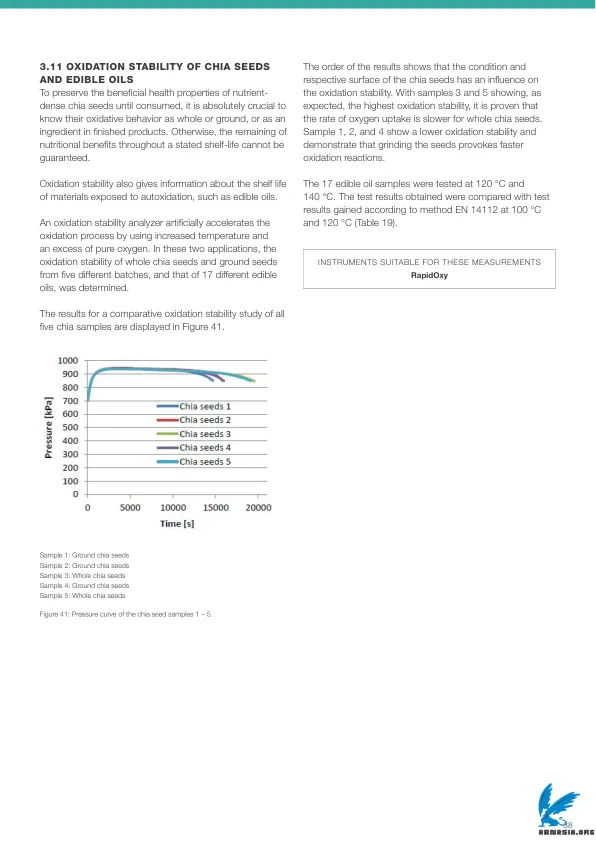 3.11 OXIDATION STABILITY OF CHIA SEEDS
AND EDIBLE OILS
To preserve the beneficial health properties of nutrient-
dense chia seeds until consumed, it is absolutely crucial to
know their oxidative behavior as whole or ground, or as an
ingredient in finished products. Otherwise, the remaining of
nutritional benefits throughout a stated shelf-life cannot be
guaranteed.
Oxidation stability also gives information about the shelf life
of materials exposed to autoxidation, such as edible oils.
An oxidation stability analyzer artificially accelerates the
oxidation process by using increased temperature and
an excess of pure oxygen. In these two applications, the
oxidation stability of whole chia seeds and ground seeds
from five different batches, and that of 17 different edible
oils, was determined.
The results for a comparative oxidation stability study of all
five chia samples are displayed in Figure 41.
1000
900
800
700
600
500
400
300
200
100
0
Pressure [kPa]
Chia seeds 1
Chia seeds 2
Chia seeds 3
Chia seeds 4
Chia seeds 5
0 5000 10000 15000 20000
Time [s]
Sample 1: Ground chia seeds
Sample 2: Ground chia seeds
Sample 3: Whole chia seeds
Sample 4: Ground chia seeds
Sample 5: Whole chia seeds
Figure 41: Pressure curve of the chia seed samples 1 – 5.
The order of the results shows that the condition and
respective surface of the chia seeds has an influence on
the oxidation stability. With samples 3 and 5 showing, as
expected, the highest oxidation stability, it is proven that
the rate of oxygen uptake is slower for whole chia seeds.
Sample 1, 2, and 4 show a lower oxidation stability and
demonstrate that grinding the seeds provokes faster
oxidation reactions.
The 17 edible oil samples were tested at 120 °C and
140 °C. The test results obtained were compared with test
results gained according to method EN 14112 at 100 °C
and 120 °C (Table 19).
INSTRUMENTS SUITABLE FOR THESE MEASUREMENTS
RapidOxy
ABNASIA.ORG